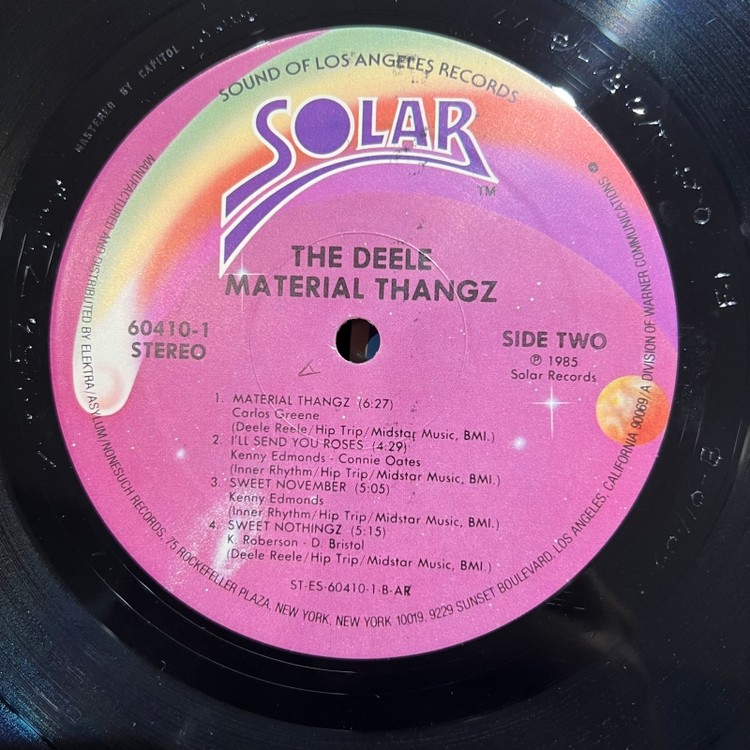 MASTERED BY CAPITOL
SOUND OF LOS ANGELES RECORDS
SOLAR
TM
THE DEELE
MATERIAL THANGZ
60410-1
STEREO
SIDE TWO
℗ 1985
Solar Records
1. MATERIAL THANGZ (6:27)
Carlos Greene
(Deele Reele/Hip Trip/Midstar Music, BMI.)
2. I'LL SEND YOU ROSES (4:29)
Kenny Edmonds - Connie Oates
(Inner Rhythm/Hip Trip/Midstar Music, BMI.)
3. SWEET NOVEMBER (5:05)
Kenny Edmonds
(Inner Rhythm/Hip Trip/Midstar Music, BMI.)
4. SWEET NOTHINGZ (5:15)
K. Roberson - D. Bristol
(Deele Reele/Hip Trip/Midstar Music, BMI.)
ST-ES-60410-1-B-AR
MANUFACTURED AND DISTRIBUTED BY ELEKTRA/ASYLUM/NONESUCH RECORDS, 75 ROCKEFELLER PLAZA, NEW YORK, NEW YORK 10019, 9229 SUNSET BOULEVARD, LOS ANGELES, CALIFORNIA 90069/A DIVISION OF WARNER COMMUNICATIONS